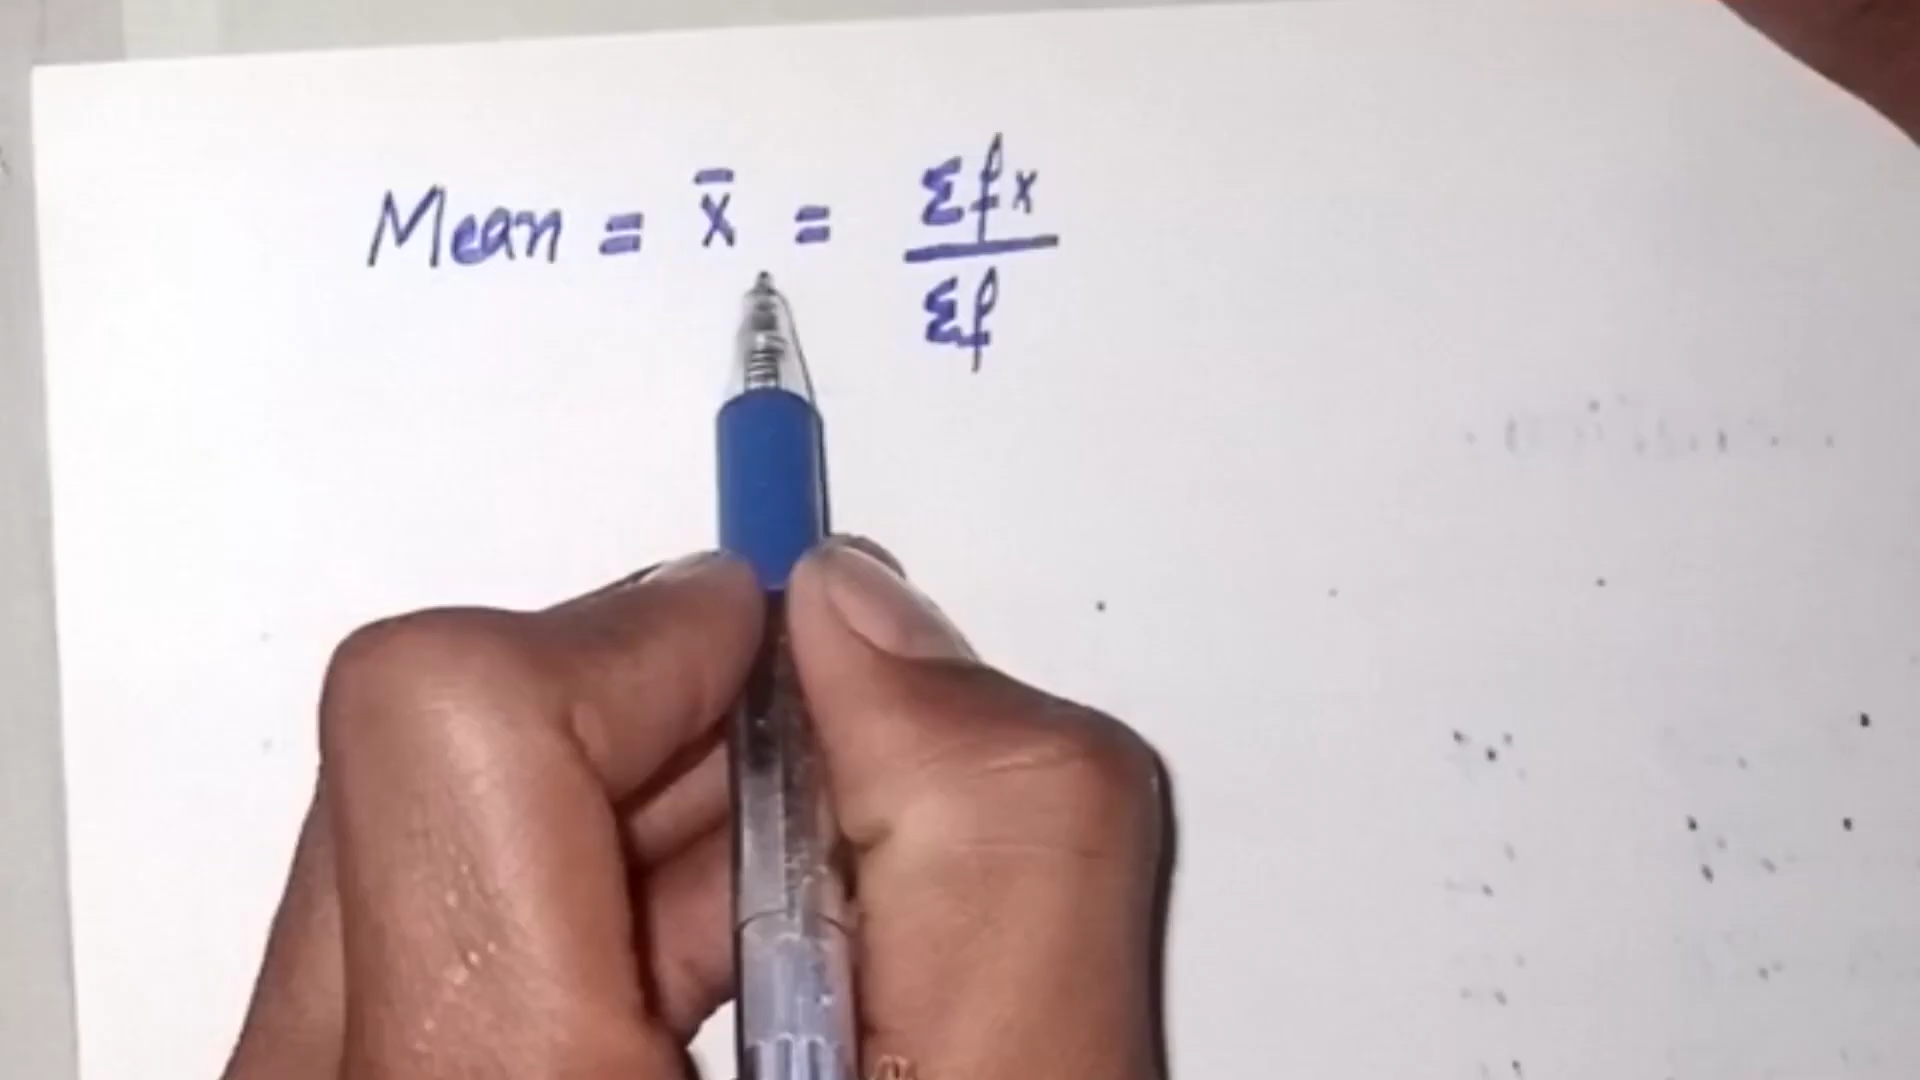 Mean = x̄ = Σfx / Σf